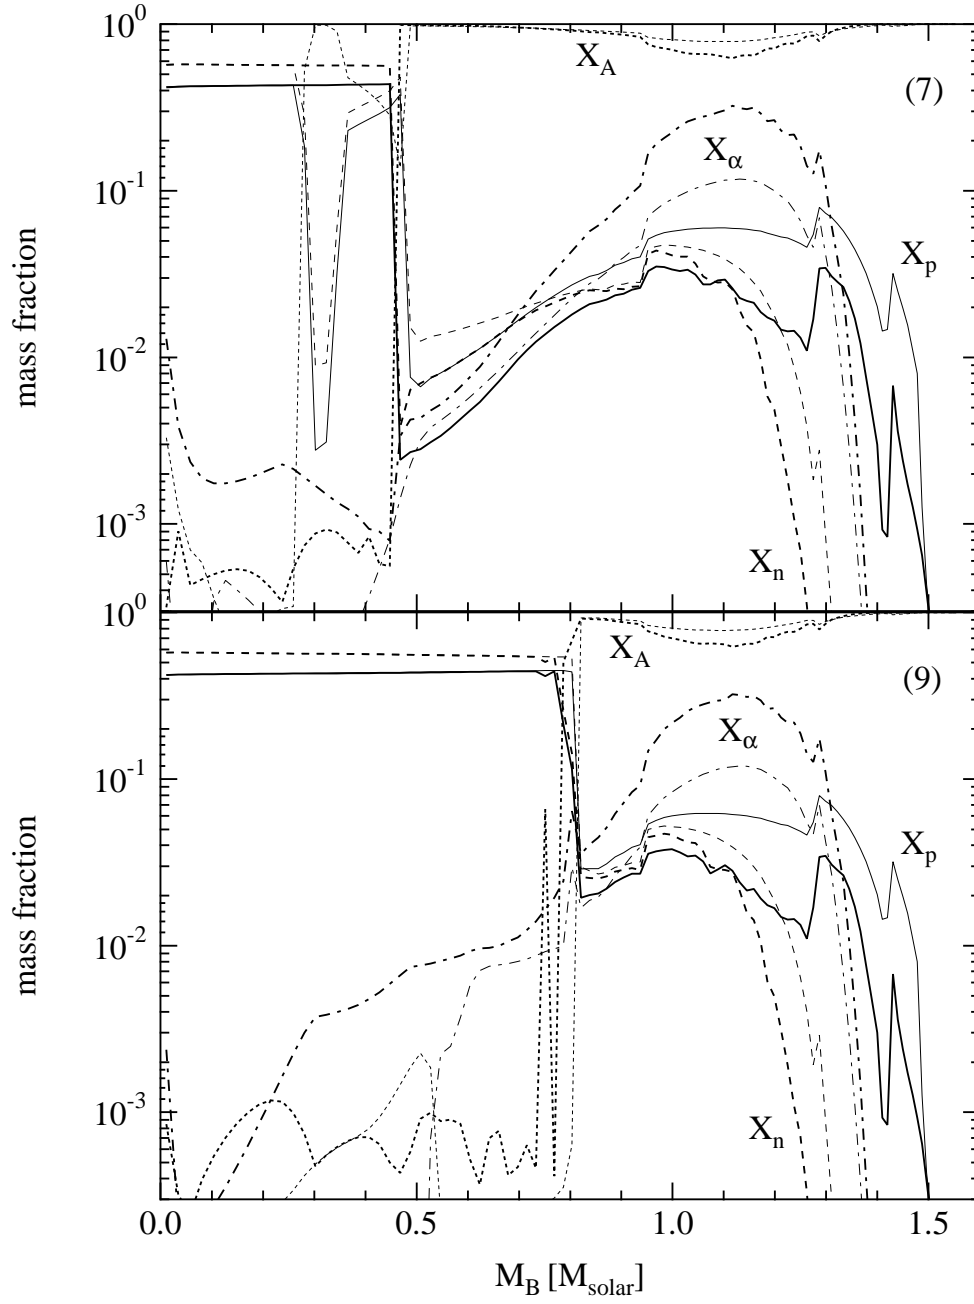 10^0
X_A
(7)
X_α
10^-1
X_p
mass fraction
10^-2
10^-3
X_n
10^0
X_A
(9)
X_α
10^-1
X_p
mass fraction
10^-2
10^-3
X_n
0.0 0.5 1.0 1.5
M_B [M_solar]